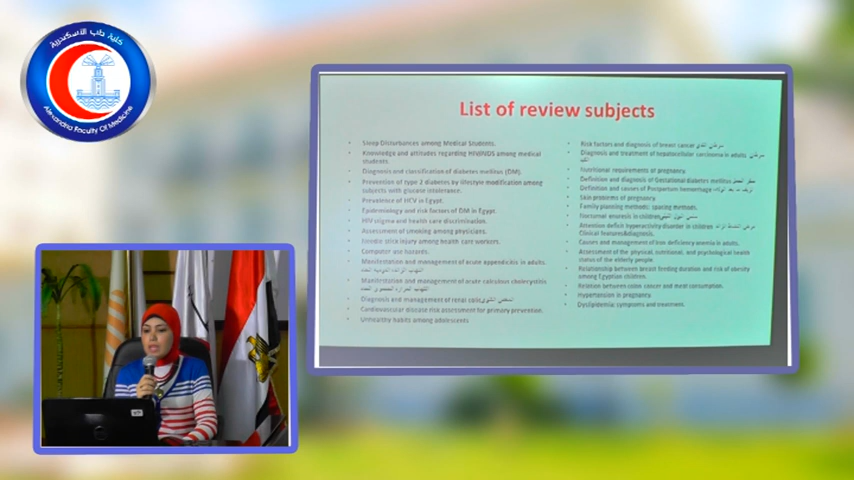 كلية طب الاسكندرية
Alexandria Faculty Of Medicine
List of review subjects
Sleep Disturbances among Medical Students.
Knowledge and attitudes regarding HIV/AIDS among medical
students.
Diagnosis and classification of diabetes mellitus (DM).
Prevention of type 2 diabetes by lifestyle modification among
subjects with glucose intolerance.
Prevalence of HCV in Egypt.
Epidemiology and risk factors of DM in Egypt.
HIV stigma and health care discrimination.
Assessment of smoking among physicians.
Needle stick injury among health care workers.
Computer use hazards.
Manifestation and management of acute appendicitis in adults.
Manifestation and management of acute calculous cholecystitis
Diagnosis and management of renal colic
Cardiovascular disease risk assessment for primary prevention.
Unhealthy habits among adolescents
Risk factors and diagnosis of breast cancer سرطان الثدي
Diagnosis and treatment of hepatocellular carcinoma in adults سرطان
الكبد
Nutritional requirements of pregnancy.
Definition and diagnosis of Gestational diabetes mellitus سكر الحمل
Definition and causes of Postpartum hemorrhage نزيف ما بعد الولادة
Skin problems of pregnancy.
Family planning methods: spacing methods.
Nocturnal enuresis in children
Attention deficit hyperactivity disorder in children
Clinical features&diagnosis.
Causes and management of iron deficiency anemia in adults.
Assessment of the physical, nutritional, and psychological health
status of the elderly people.
Relationship between breast feeding duration and risk of obesity
among Egyptian children.
Relation between colon cancer and meat consumption.
Hypertension in pregnancy
Dyslipidemia: symptoms and treatment.